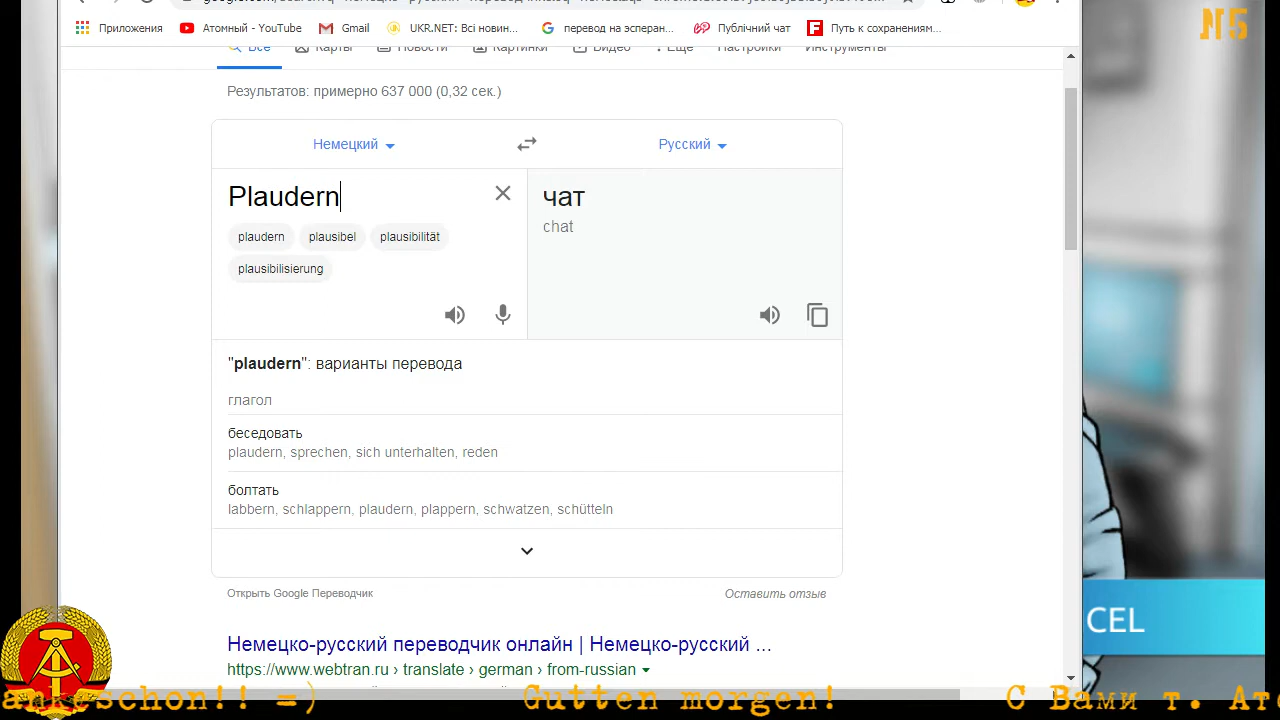 Приложения Атомный - YouTube Gmail UKR.NET: Всі новин... перевод на эсперан... Публічний чат Путь к сохранениям...
N5
Все Карты Новости Картинки Видео Ещё Настройки Инструменты
Результатов: примерно 637 000 (0,32 сек.)
Немецкий Русский
Plaudern
чат
chat
plaudern plausibel plausibilität
plausibilisierung
"plaudern": варианты перевода
глагол
беседовать
plaudern, sprechen, sich unterhalten, reden
болтать
labbern, schlappern, plaudern, plappern, schwatzen, schütteln
Открыть Google Переводчик Оставить отзыв
CEL
Немецко-русский переводчик онлайн | Немецко-русский ...
https://www.webtran.ru › translate › german › from-russian
schon!! =) Gutten morgen! С Вами т. Ато